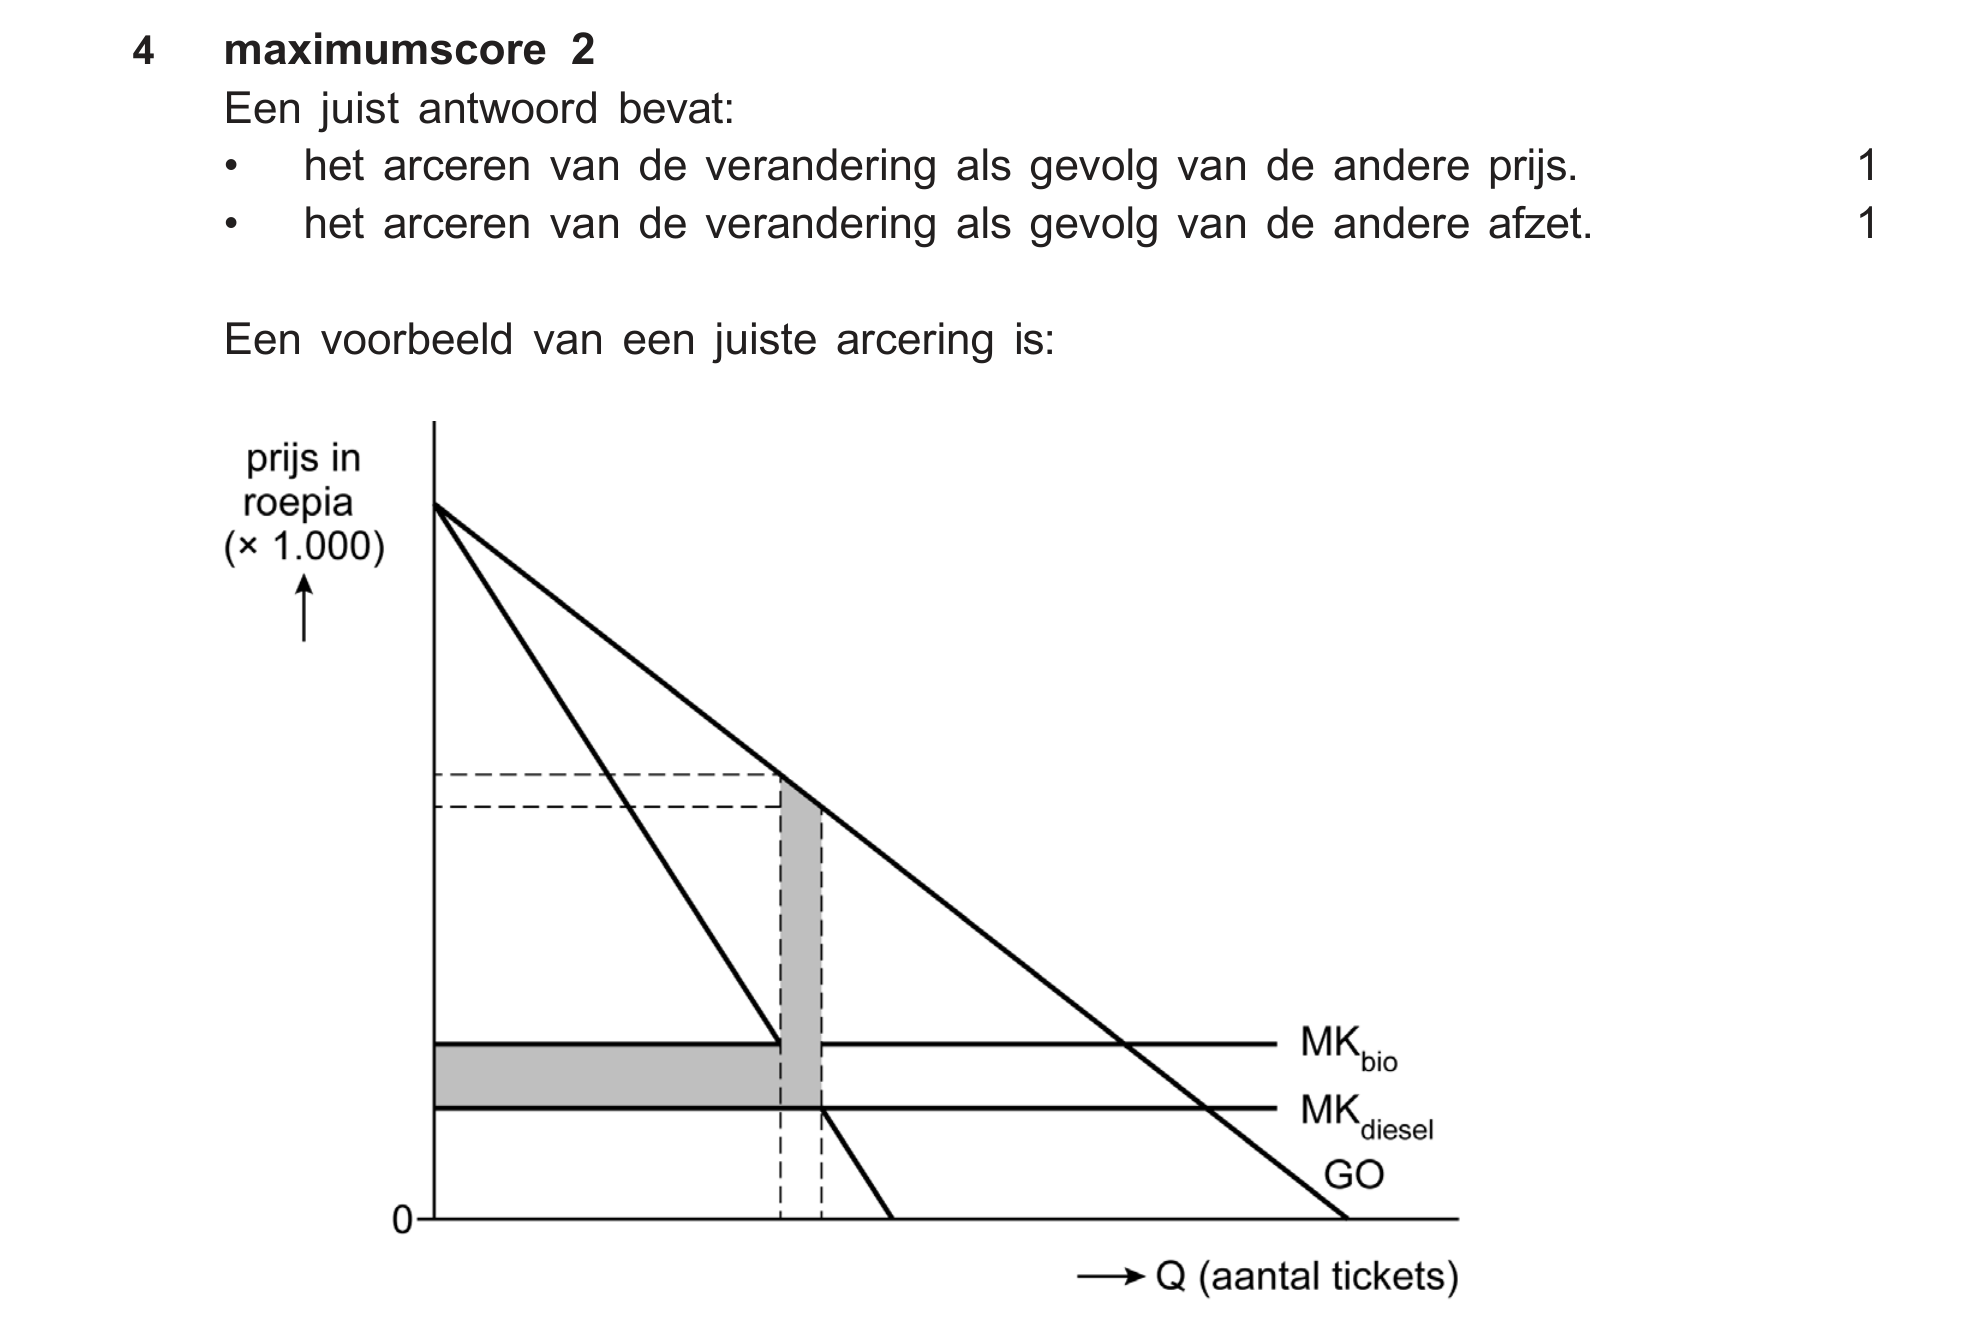 4 maximumscore 2
Een juist antwoord bevat:
• het arceren van de verandering als gevolg van de andere prijs. 1
• het arceren van de verandering als gevolg van de andere afzet. 1
Een voorbeeld van een juiste arcering is:
prijs in
roepia
(× 1.000)
MKbio
MKdiesel
GO
0
Q (aantal tickets)